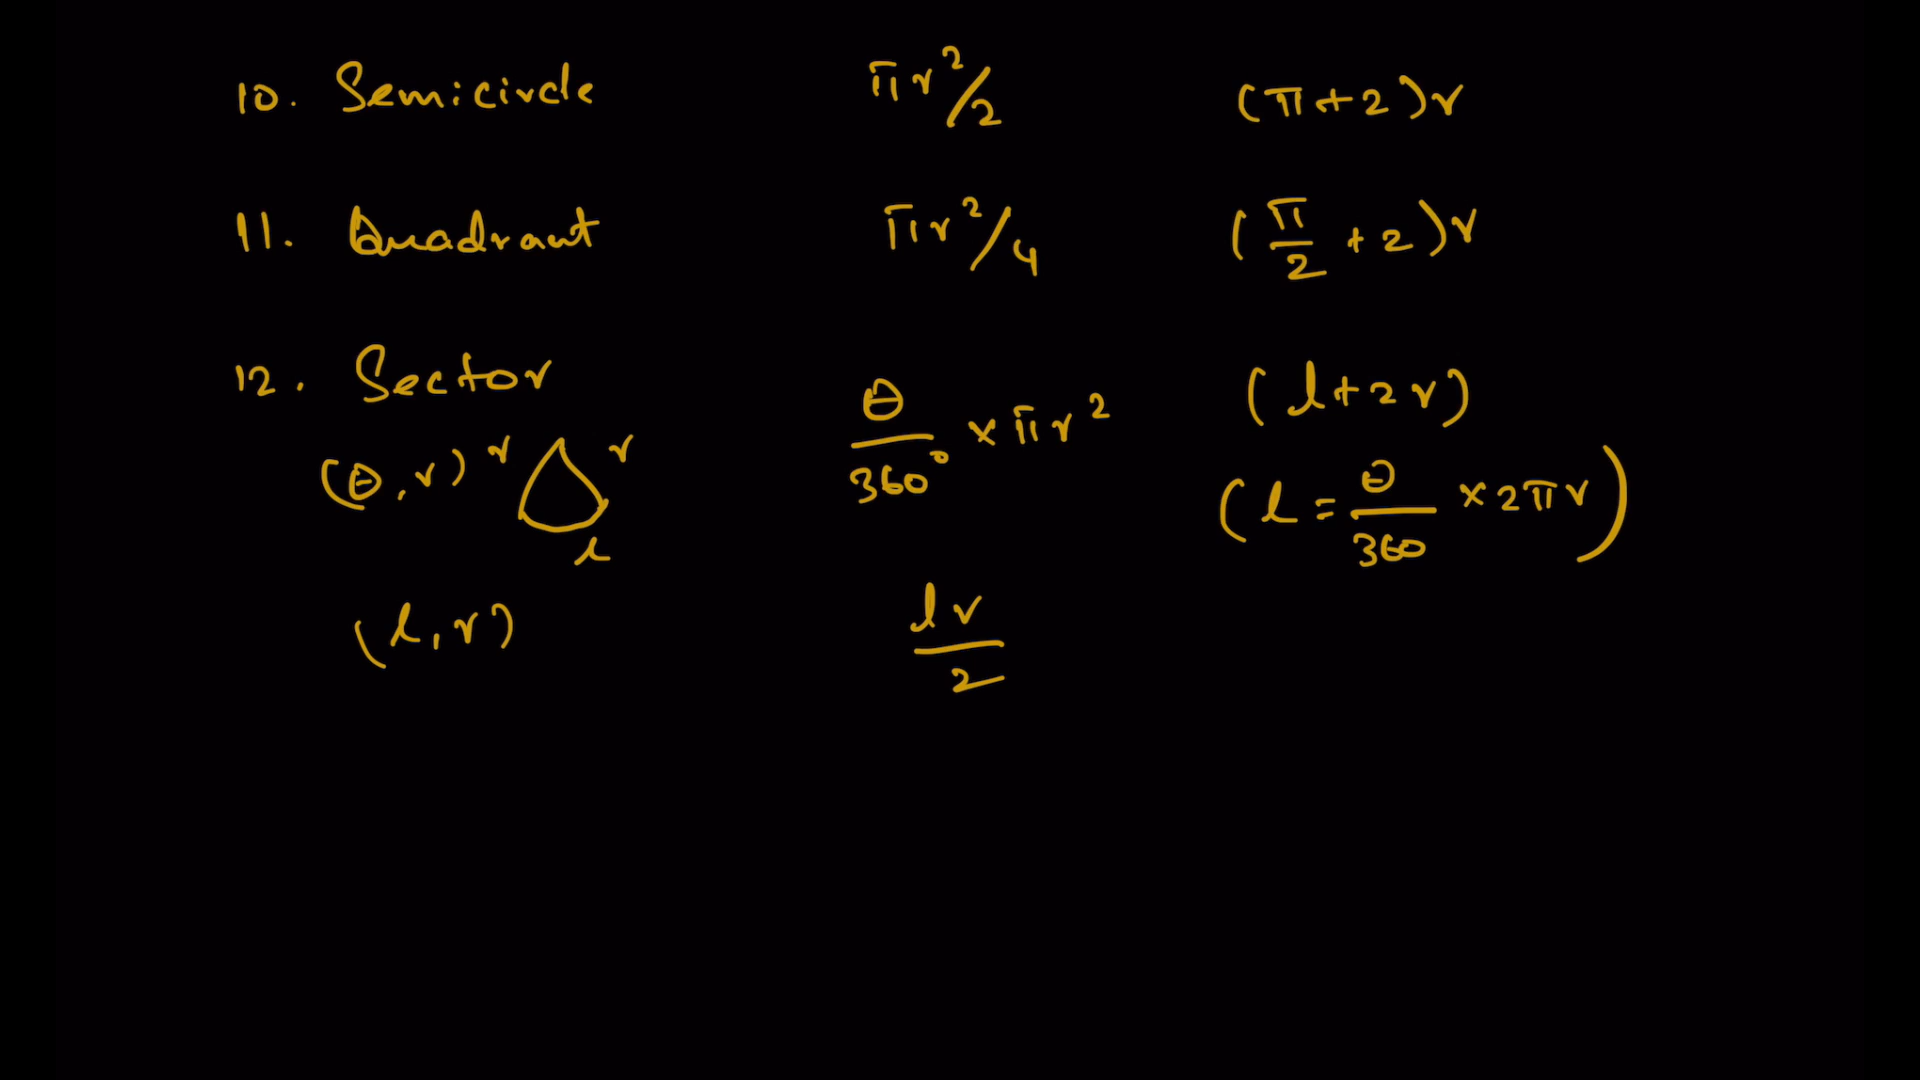 10. Semicircle πr²/2 (π+2)r
11. Quadrant πr²/4 (π/2 + 2)r
12. Sector θ/360° × πr² (l+2r)
(θ, r) r r l (l = θ/360 × 2πr)
(l, r) lr/2